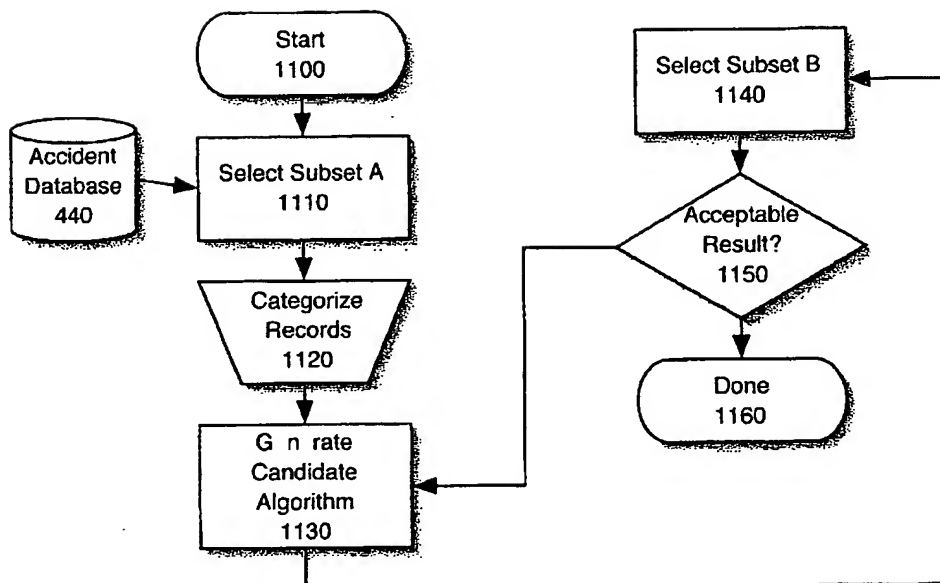 Start
1100
Accident
Database
440
Select Subset A
1110
Categorize
Records
1120
G n rate
Candidate
Algorithm
1130
Select Subset B
1140
Acceptable
Result?
1150
Done
1160